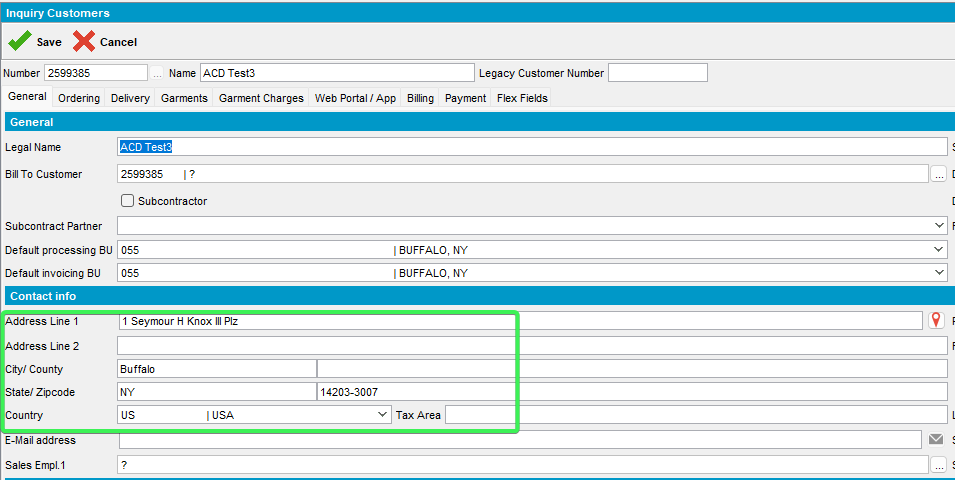 Inquiry Customers
Save Cancel
Number 2599385 ... Name ACD Test3 Legacy Customer Number
General Ordering Delivery Garments Garment Charges Web Portal / App Billing Payment Flex Fields
General
Legal Name ACD Test3
Bill To Customer 2599385 | ? ...
Subcontractor
Subcontract Partner
Default processing BU 055 | BUFFALO, NY
Default invoicing BU 055 | BUFFALO, NY
Contact info
Address Line 1 1 Seymour H Knox III Plz
Address Line 2
City/ County Buffalo
State/ Zipcode NY 14203-3007
Country US | USA Tax Area
E-Mail address
Sales Empl.1 ? ...